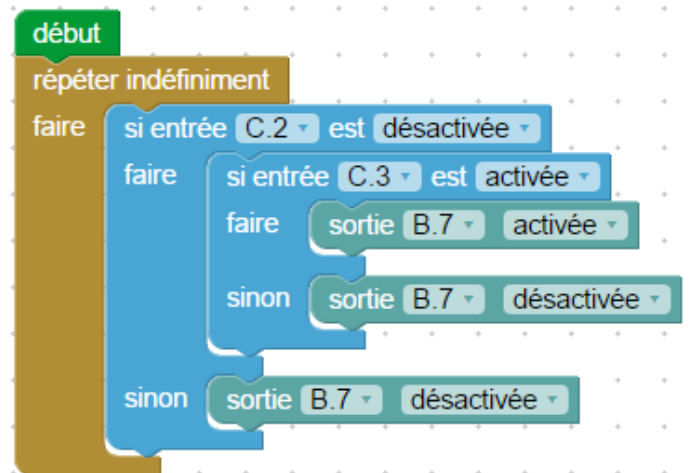 début
répéter indéfiniment
faire si entrée C.2 est désactivée
faire si entrée C.3 est activée
faire sortie B.7 activée
sinon sortie B.7 désactivée
sinon sortie B.7 désactivée